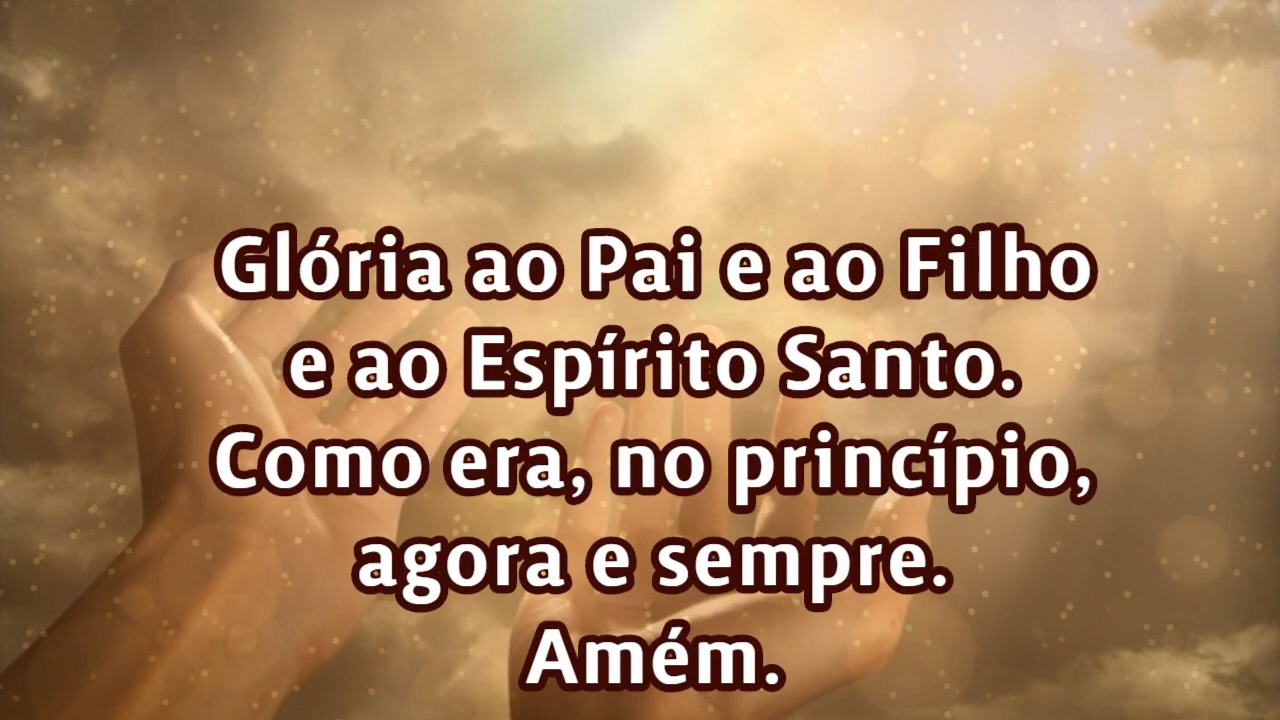 Glória ao Pai e ao Filho
e ao Espírito Santo.
Como era, no princípio,
agora e sempre.
Amém.